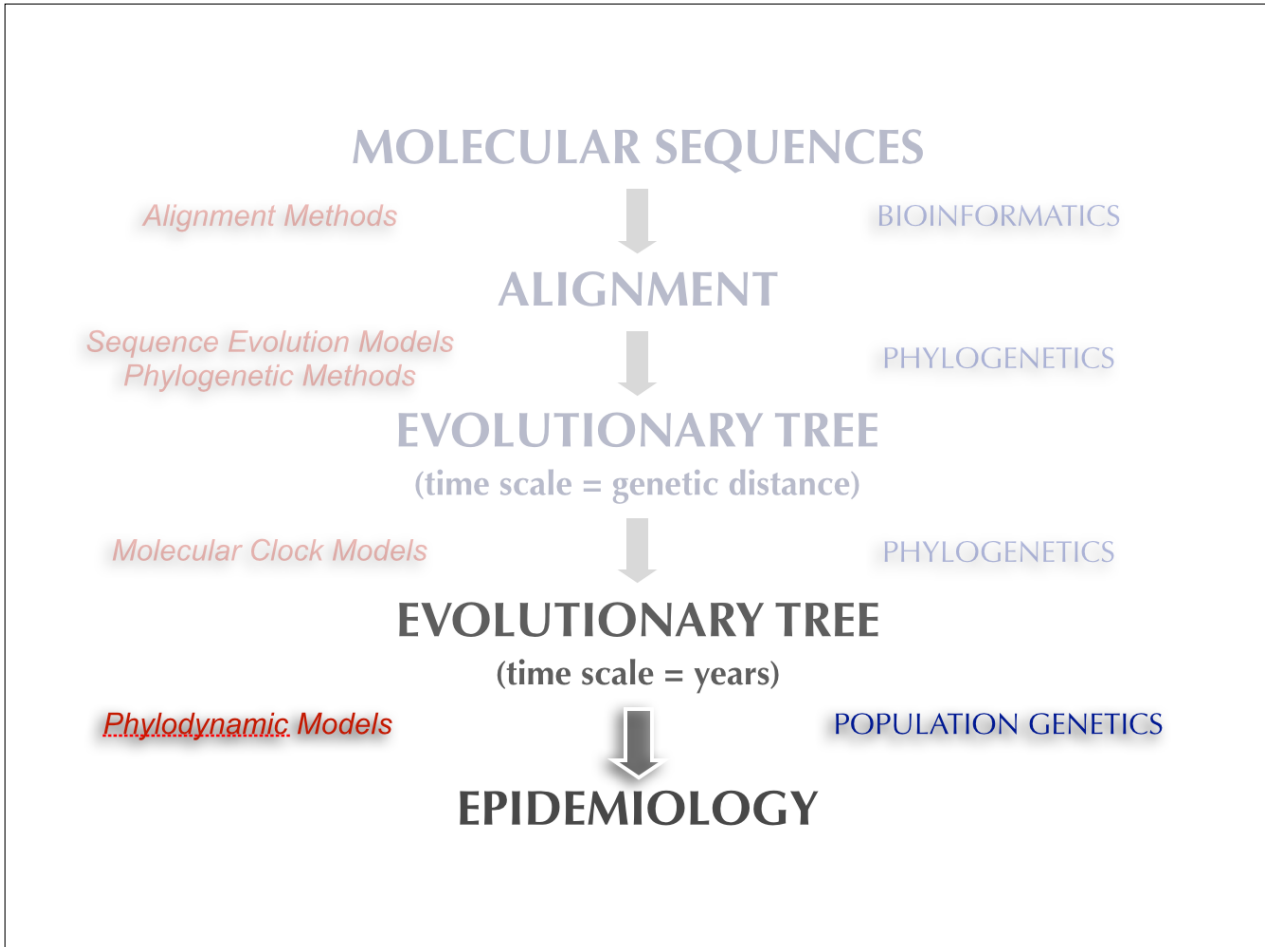 MOLECULAR SEQUENCES
Alignment Methods
BIOINFORMATICS
ALIGNMENT
Sequence Evolution Models
Phylogenetic Methods
PHYLOGENETICS
EVOLUTIONARY TREE
(time scale = genetic distance)
Molecular Clock Models
PHYLOGENETICS
EVOLUTIONARY TREE
(time scale = years)
Phylodynamic Models
POPULATION GENETICS
EPIDEMIOLOGY